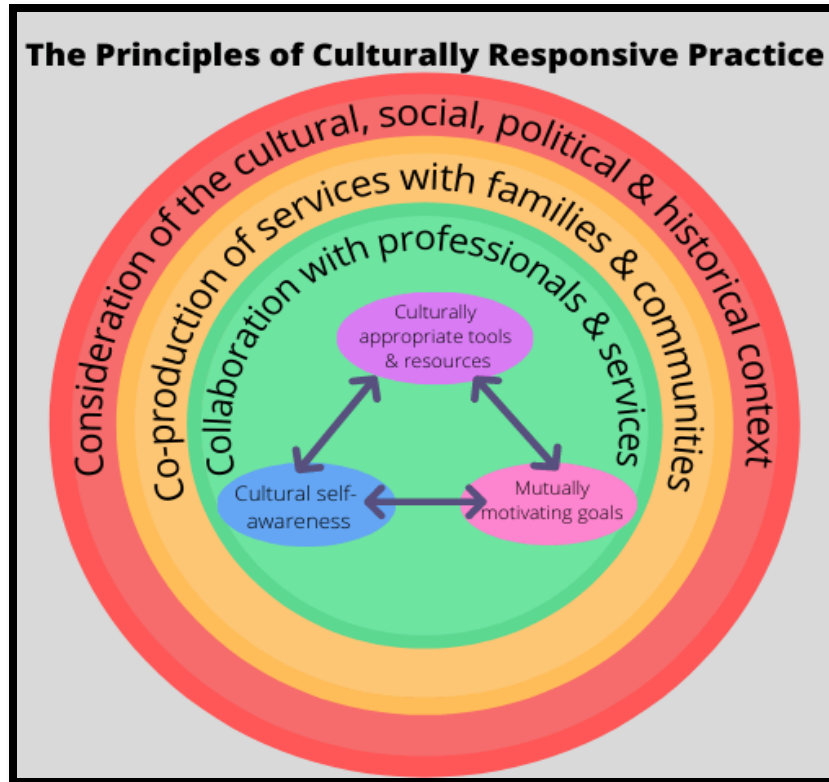 The Principles of Culturally Responsive Practice
Consideration of the cultural, social, political & historical context
Co-production of services with families & communities
Collaboration with professionals & services
Culturally
appropriate tools
& resources
Cultural self-
awareness
Mutually
motivating goals